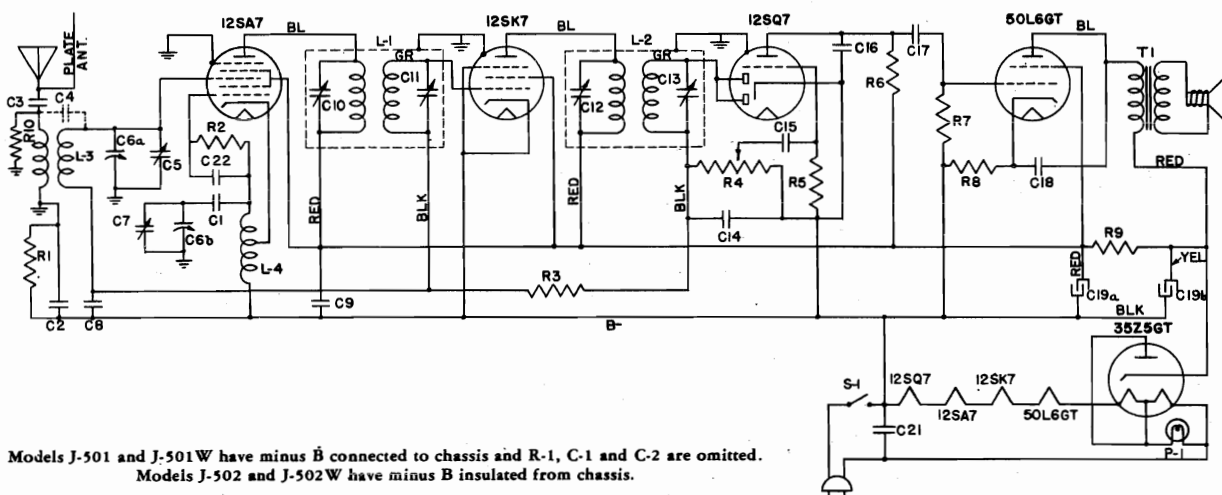 12SA7
BL
L-1
12SK7
BL
L-2
12SQ7
50L6GT
BL
T1
PLATE
ANT.
C3
C4
GR
C11
GR
C13
C16
C17
R6
R10
L-3
C6a
C5
R2
C22
C10
C12
C15
R7
C7
C6b
C1
R4
R5
R8
C18
RED
RED
BLK
RED
BLK
C14
R1
L-4
R3
R9
YEL
RED
C19a
C19b
C2
C8
C9
B-
BLK
35Z5GT
S-1
12SQ7
12SK7
12SA7
50L6GT
C21
P-1
Models J-501 and J-501W have minus B connected to chassis and R-1, C-1 and C-2 are omitted.
Models J-502 and J-502W have minus B insulated from chassis.